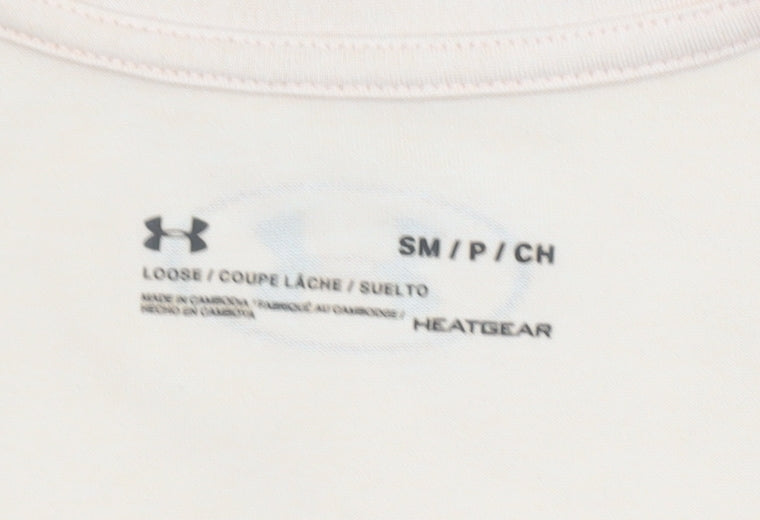 SM / P / CH
LOOSE / COUPE LÂCHE / SUELTO
MADE IN CAMBODIA / FABRIQUÉ AU CAMBODGE /
HECHO EN CAMBOYA
HEATGEAR